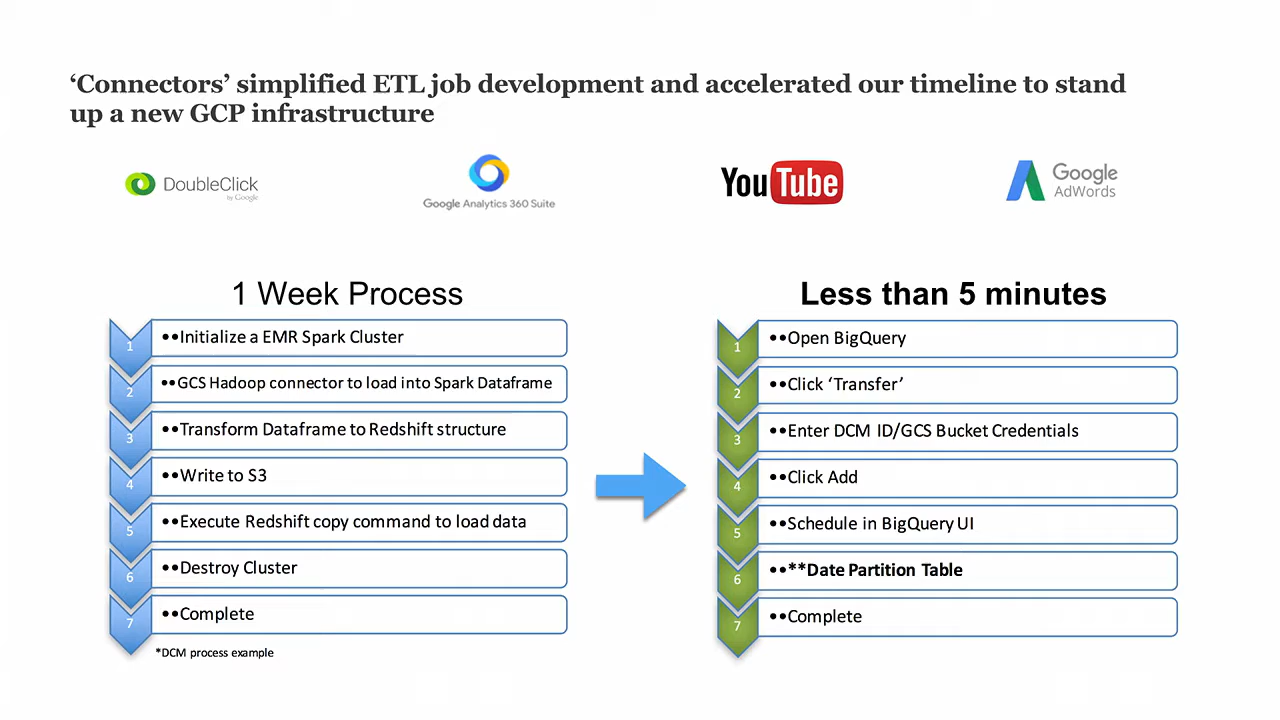 ‘Connectors’ simplified ETL job development and accelerated our timeline to stand
up a new GCP infrastructure
DoubleClick
by Google
Google Analytics 360 Suite
YouTube
Google
AdWords
1 Week Process
1 ••Initialize a EMR Spark Cluster
2 ••GCS Hadoop connector to load into Spark Dataframe
3 ••Transform Dataframe to Redshift structure
4 ••Write to S3
5 ••Execute Redshift copy command to load data
6 ••Destroy Cluster
7 ••Complete
*DCM process example
Less than 5 minutes
1 ••Open BigQuery
2 ••Click ‘Transfer’
3 ••Enter DCM ID/GCS Bucket Credentials
4 ••Click Add
5 ••Schedule in BigQuery UI
6 ••**Date Partition Table
7 ••Complete